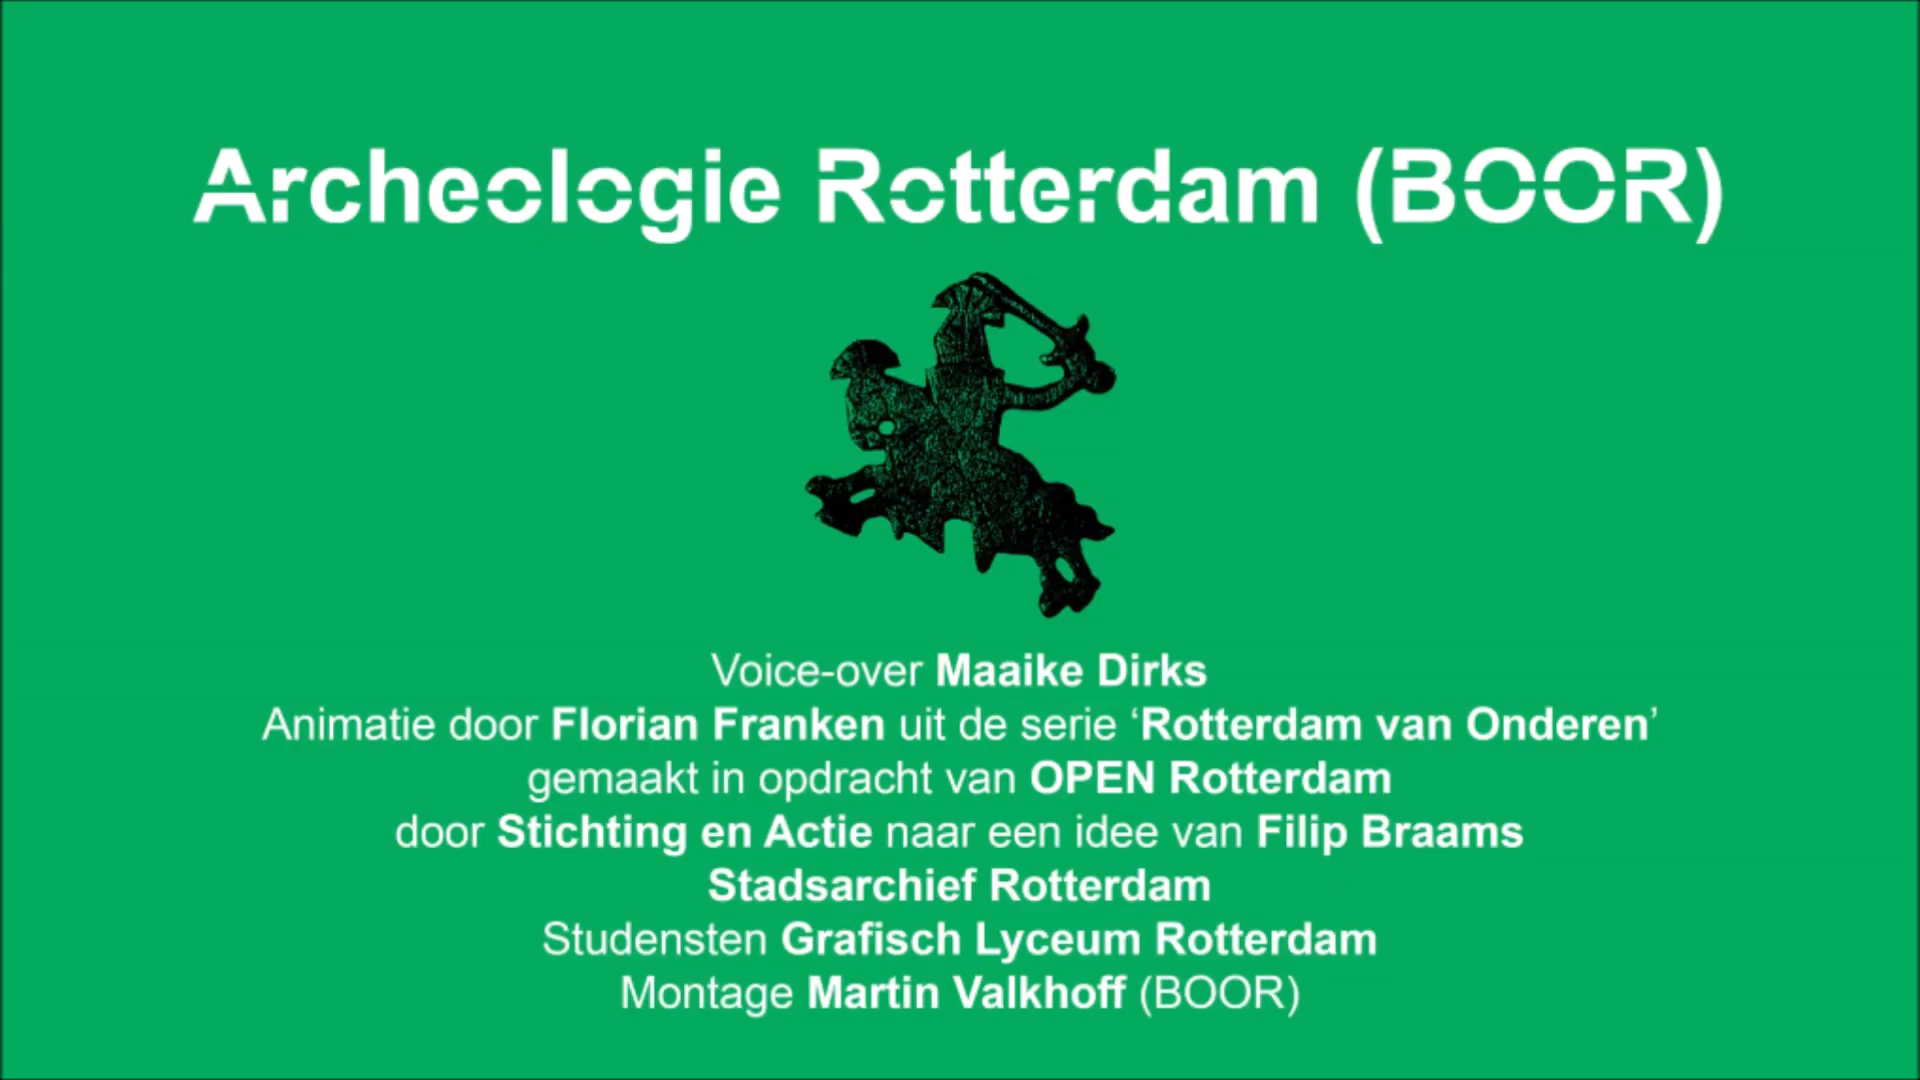 Archeologie Rotterdam (BOOR)
Voice-over Maaike Dirks
Animatie door Florian Franken uit de serie ‘Rotterdam van Onderen’
gemaakt in opdracht van OPEN Rotterdam
door Stichting en Actie naar een idee van Filip Braams
Stadsarchief Rotterdam
Studensten Grafisch Lyceum Rotterdam
Montage Martin Valkhoff (BOOR)